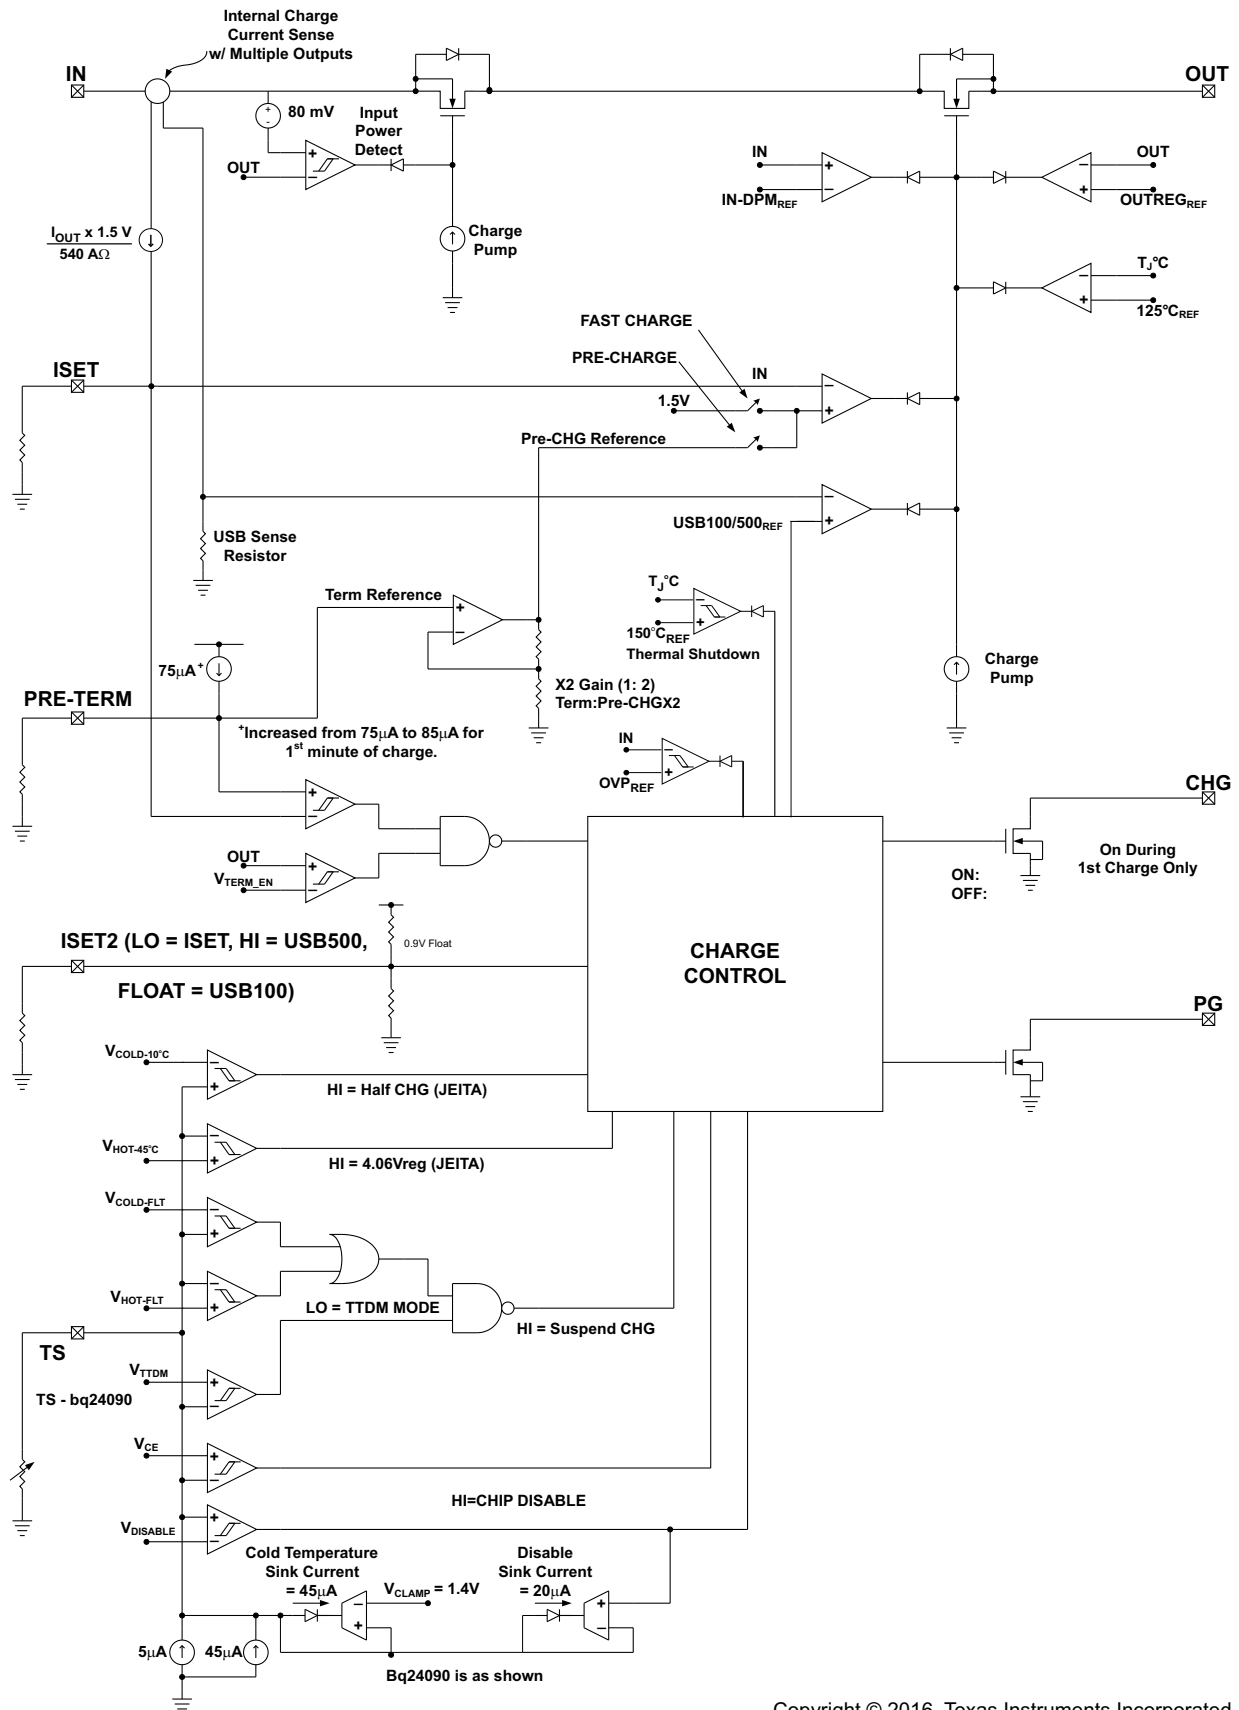 Internal Charge
Current Sense
w/ Multiple Outputs
IN
OUT
80 mV
Input
Power
Detect
OUT
+
-
IN
IN-DPMREF
OUT
OUTREGREF
IOUT x 1.5 V
540 AΩ
Charge
Pump
TJ°C
125°CREF
FAST CHARGE
PRE-CHARGE
ISET
IN
1.5V
Pre-CHG Reference
USB100/500REF
USB Sense
Resistor
Term Reference
TJ°C
150°CREF
Thermal Shutdown
75μA+
X2 Gain (1: 2)
Term:Pre-CHGX2
Charge
Pump
PRE-TERM
+Increased from 75μA to 85μA for
1st minute of charge.
IN
OVPREF
CHG
OUT
VTERM_EN
ON:
OFF:
On During
1st Charge Only
ISET2 (LO = ISET, HI = USB500,
0.9V Float
FLOAT = USB100)
CHARGE
CONTROL
PG
VCOLD-10°C
HI = Half CHG (JEITA)
VHOT-45°C
HI = 4.06Vreg (JEITA)
VCOLD-FLT
VHOT-FLT
LO = TTDM MODE
HI = Suspend CHG
TS
VTTDM
TS - bq24090
VCE
HI=CHIP DISABLE
VDISABLE
Cold Temperature
Sink Current
= 45μA
VCLAMP = 1.4V
Disable
Sink Current
= 20μA
5μA
45μA
Bq24090 is as shown
Copyright © 2016, Texas Instruments Incorporated